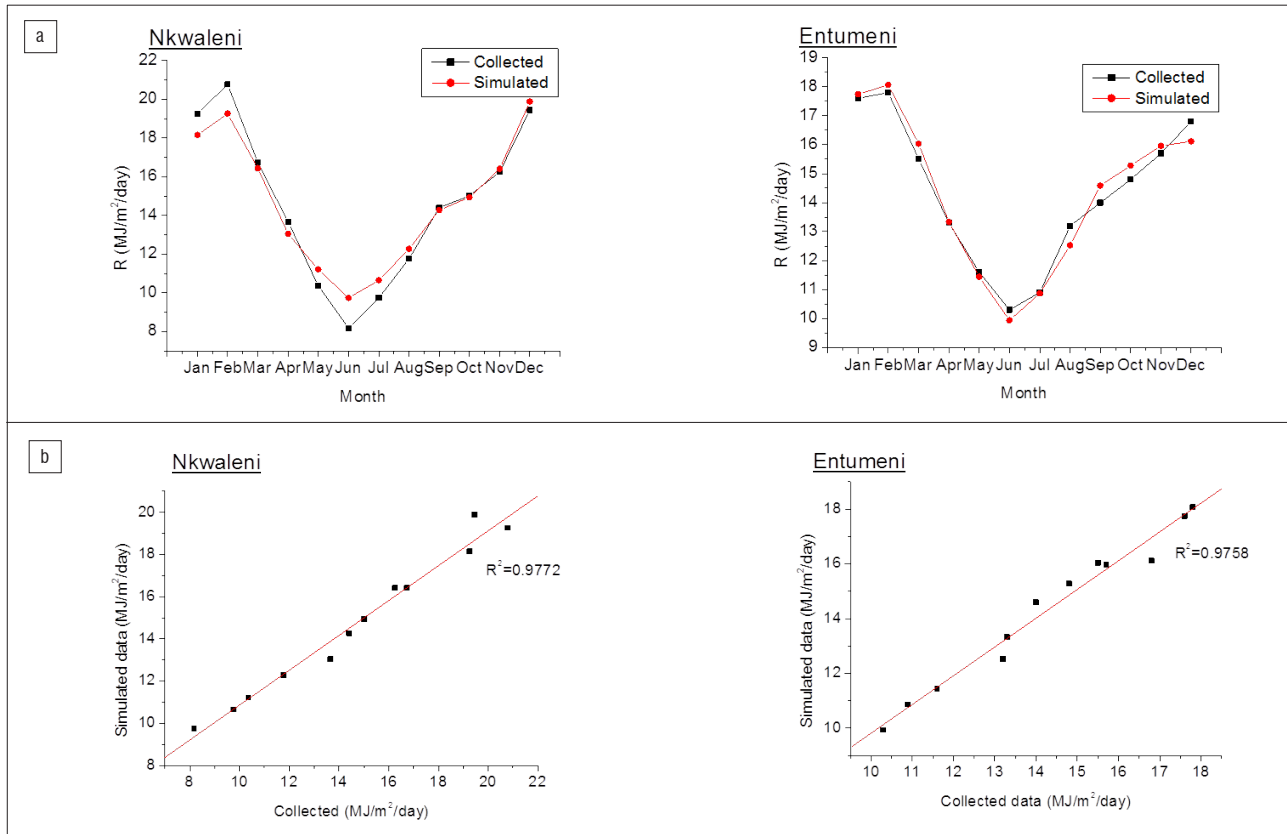 a
Nkwaleni
Collected
Simulated
22
20
18
16
14
12
10
8
R (MJ/m²/day)
Jan Feb Mar Apr May Jun Jul Aug Sep Oct Nov Dec
Month
Entumeni
Collected
Simulated
19
18
17
16
15
14
13
12
11
10
9
R (MJ/m²/day)
Jan Feb Mar Apr May Jun Jul Aug Sep Oct Nov Dec
Month
b
Nkwaleni
20
18
16
14
12
10
8
Simulated data (MJ/m²/day)
R²=0.9772
8 10 12 14 16 18 20 22
Collected (MJ/m²/day)
Entumeni
18
16
14
12
10
Simulated data (MJ/m²/day)
R²=0.9758
10 11 12 13 14 15 16 17 18
Collected data (MJ/m²/day)